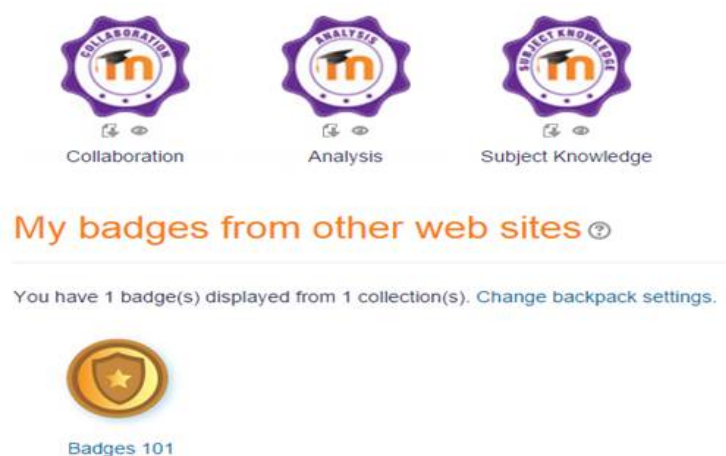 COLLABORATION ANALYSIS SUBJECT KNOWLEDGE
m m m
Collaboration Analysis Subject Knowledge
My badges from other web sites ?
You have 1 badge(s) displayed from 1 collection(s). Change backpack settings.
Badges 101